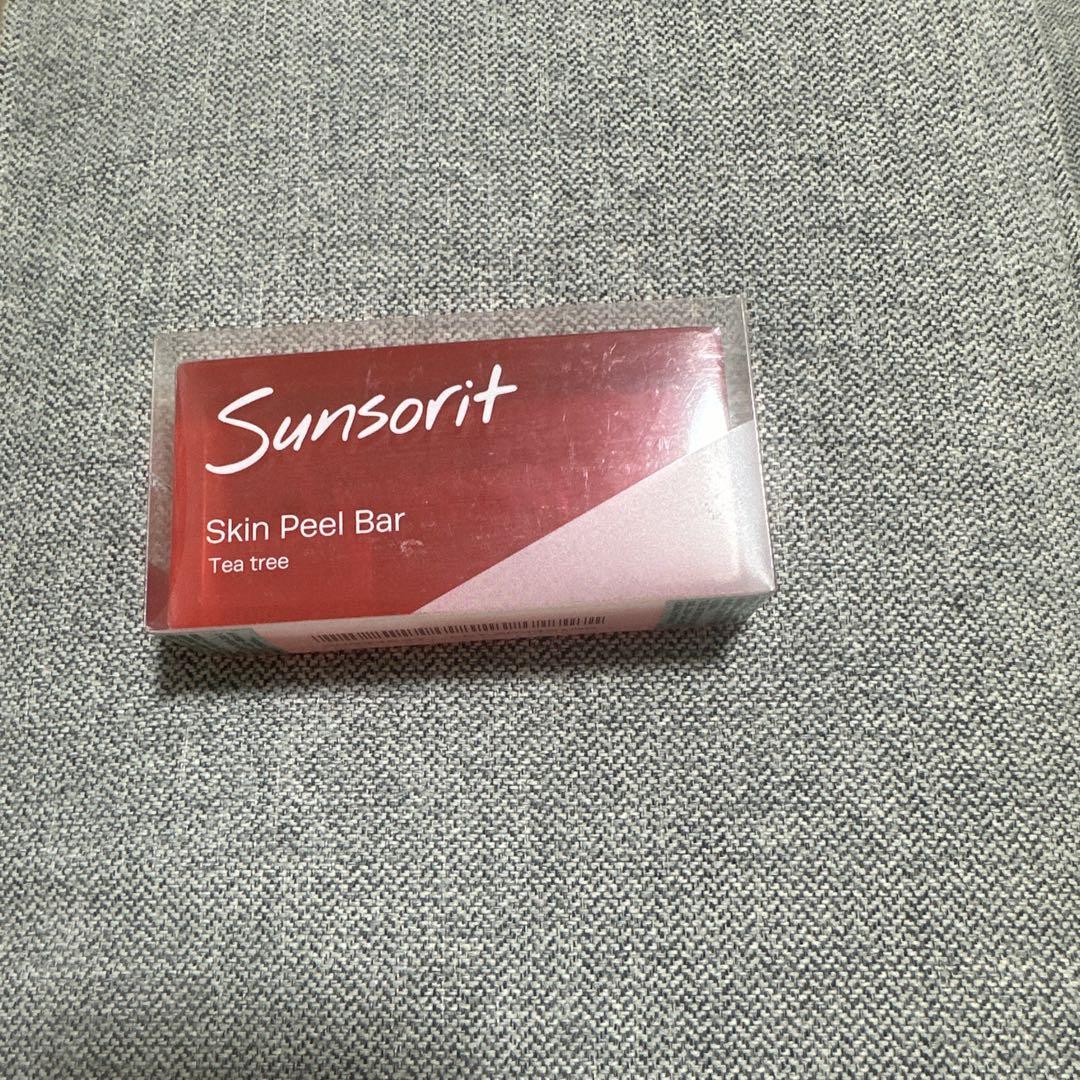 Sunsorit
Skin Peel Bar
Tea tree